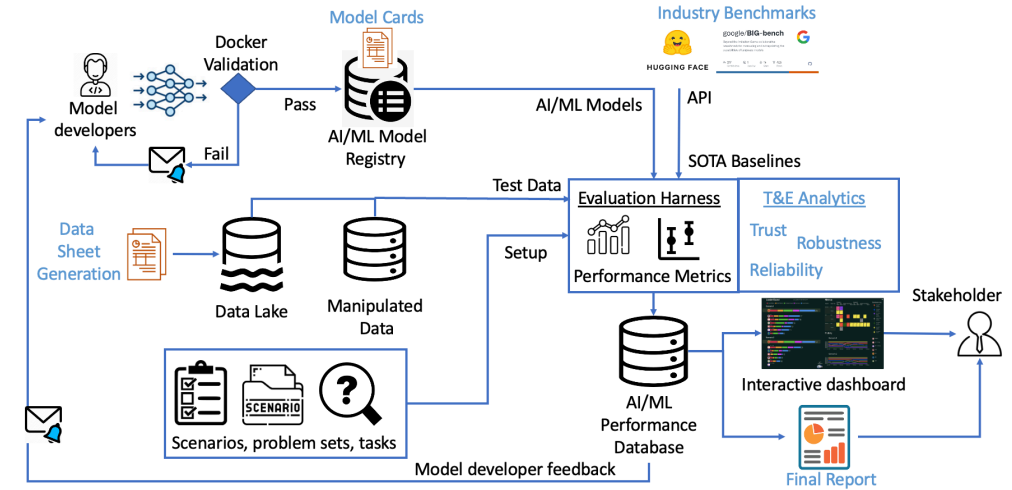 Model Cards
Industry Benchmarks
google/BIG-bench
HUGGING FACE
Docker
Validation
Model
developers
Pass
AI/ML Model
Registry
AI/ML Models
API
Fail
SOTA Baselines
Test Data
Evaluation Harness
T&E Analytics
Trust
Robustness
Reliability
Performance Metrics
Data
Sheet
Generation
Setup
Data Lake
Manipulated
Data
Stakeholder
Interactive dashboard
SCENARIO
Scenarios, problem sets, tasks
AI/ML
Performance
Database
Model developer feedback
Final Report